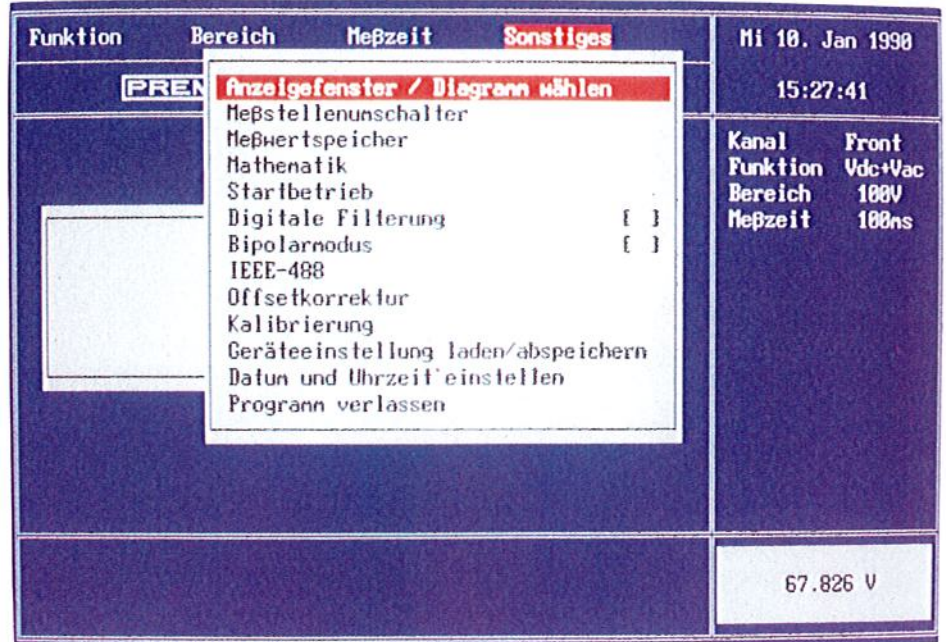 Funktion Bereich Meßzeit Sonstiges
Mi 10. Jan 1990
15:27:41
Anzeigefenster / Diagramm wählen
Meßstellenumschalter
Meßwertspeicher
Mathematik
Startbetrieb
Digitale Filterung [ ]
Bipolarmodus [ ]
IEEE-488
Offsetkorrektur
Kalibrierung
Geräteeinstellung laden/abspeichern
Datum und Uhrzeit einstellen
Programm verlassen
Kanal Front
Funktion Vdc+Vac
Bereich 100V
Meßzeit 100ms
67.826 V